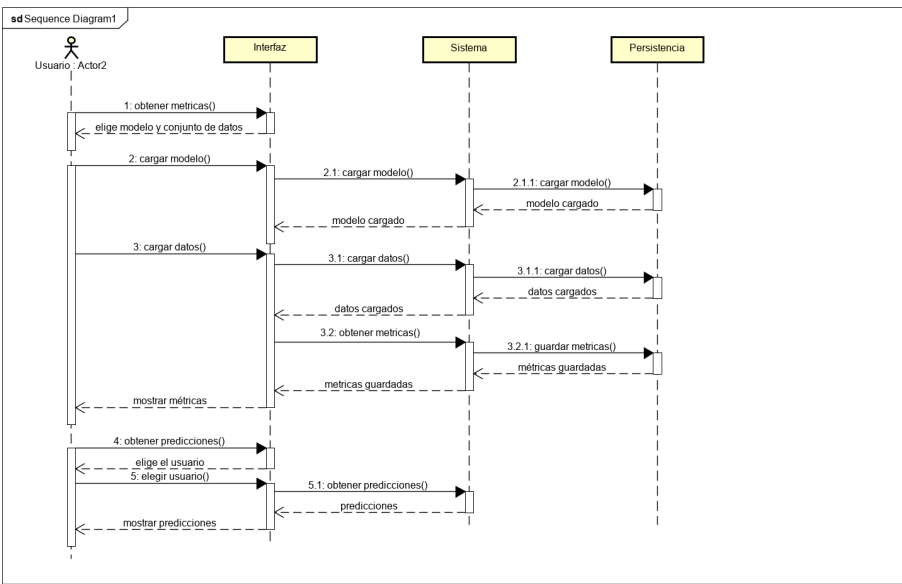 sd Sequence Diagram1
Usuario : Actor2
Interfaz
Sistema
Persistencia
1: obtener metricas()
elige modelo y conjunto de datos
2: cargar modelo()
2.1: cargar modelo()
2.1.1: cargar modelo()
modelo cargado
modelo cargado
3: cargar datos()
3.1: cargar datos()
3.1.1: cargar datos()
datos cargados
datos cargados
3.2: obtener metricas()
3.2.1: guardar metricas()
métricas guardadas
metricas guardadas
mostrar métricas
4: obtener predicciones()
elige el usuario
5: elegir usuario()
5.1: obtener predicciones()
predicciones
mostrar predicciones